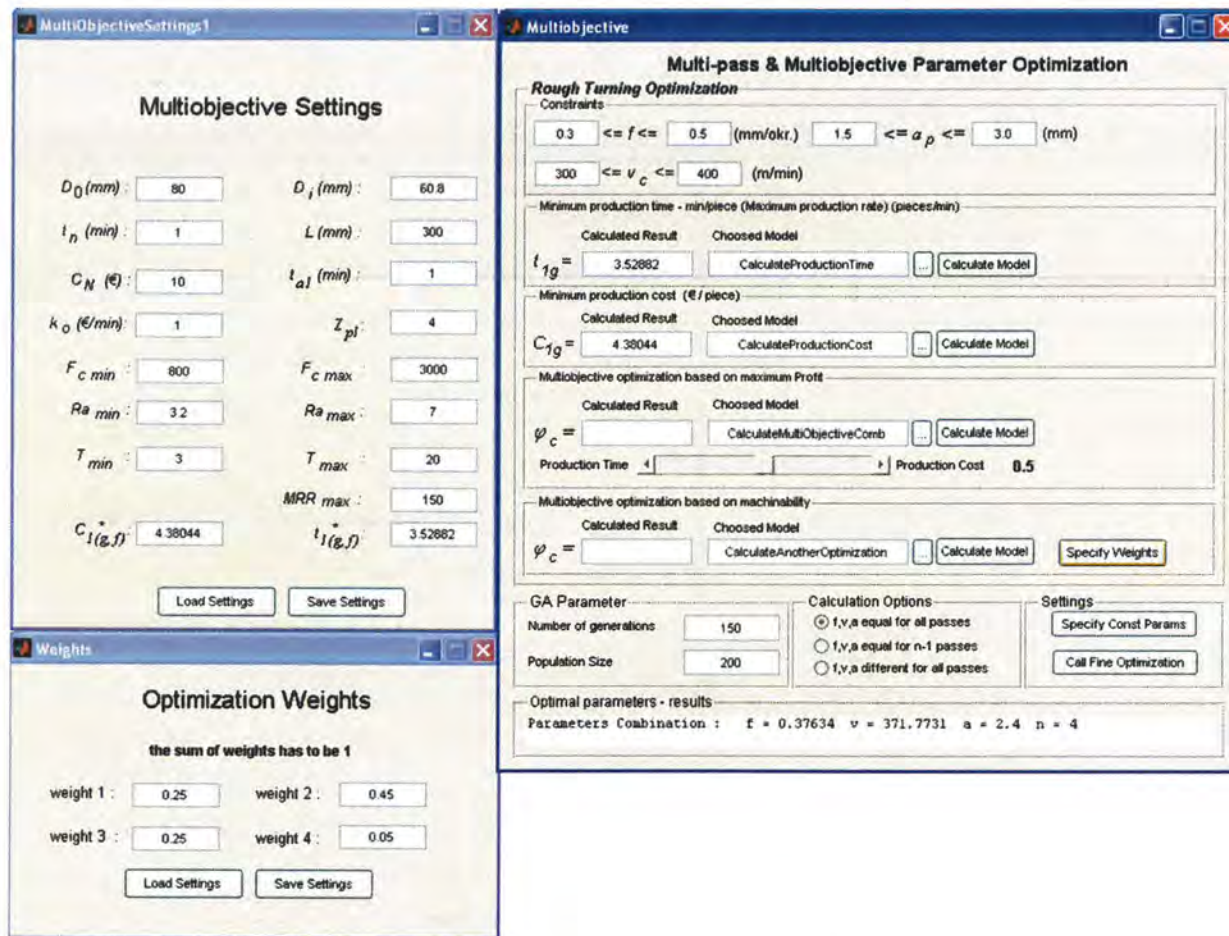 MultiObjectiveSettings1
Multiobjective Settings
D0 (mm) : 80 Di (mm) : 60.8
tn (min) : 1 L (mm) : 300
CN (€) : 10 tal (min) : 1
ko (€/min): 1 Zpl: 4
Fc min : 800 Fc max : 3000
Ra min : 3.2 Ra max : 7
Tmin : 3 Tmax : 20
MRR max : 150
C*1(g,f): 4.38044 t*1(g,f): 3.52882
Load Settings Save Settings
Weights
Optimization Weights
the sum of weights has to be 1
weight 1 : 0.25 weight 2 : 0.45
weight 3 : 0.25 weight 4 : 0.05
Load Settings Save Settings
Multiobjective
Multi-pass & Multiobjective Parameter Optimization
Rough Turning Optimization
Constraints
0.3 <= f <= 0.5 (mm/okr.) 1.5 <= ap <= 3.0 (mm)
300 <= vc <= 400 (m/min)
Minimum production time - min/piece (Maximum production rate) (pieces/min)
Calculated Result Choosed Model
t1g = 3.52882 CalculateProductionTime ... Calculate Model
Minimum production cost (€ / piece)
Calculated Result Choosed Model
C1g = 4.38044 CalculateProductionCost ... Calculate Model
Multiobjective optimization based on maximum Profit
Calculated Result Choosed Model
φc = CalculateMultiObjectiveComb ... Calculate Model
Production Time Production Cost 0.5
Multiobjective optimization based on machinability
Calculated Result Choosed Model
φc = CalculateAnotherOptimization ... Calculate Model Specify Weights
GA Parameter
Number of generations 150
Population Size 200
Calculation Options
f,v,a equal for all passes
f,v,a equal for n-1 passes
f,v,a different for all passes
Settings
Specify Const Params
Call Fine Optimization
Optimal parameters - results
Parameters Combination : f = 0.37634 v = 371.7731 a = 2.4 n = 4